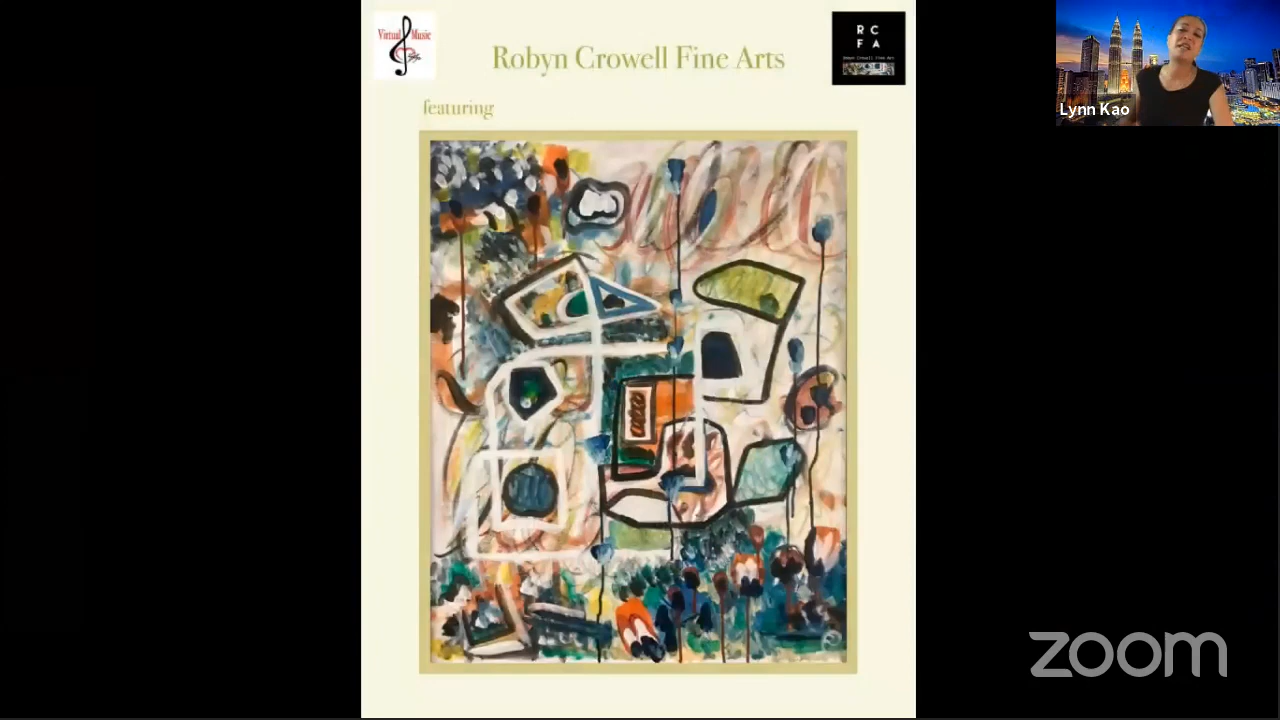 Virtual Music
Robyn Crowell Fine Arts
R C
F A
Robyn Crowell Fine Art
featuring
Lynn Kao
zoom